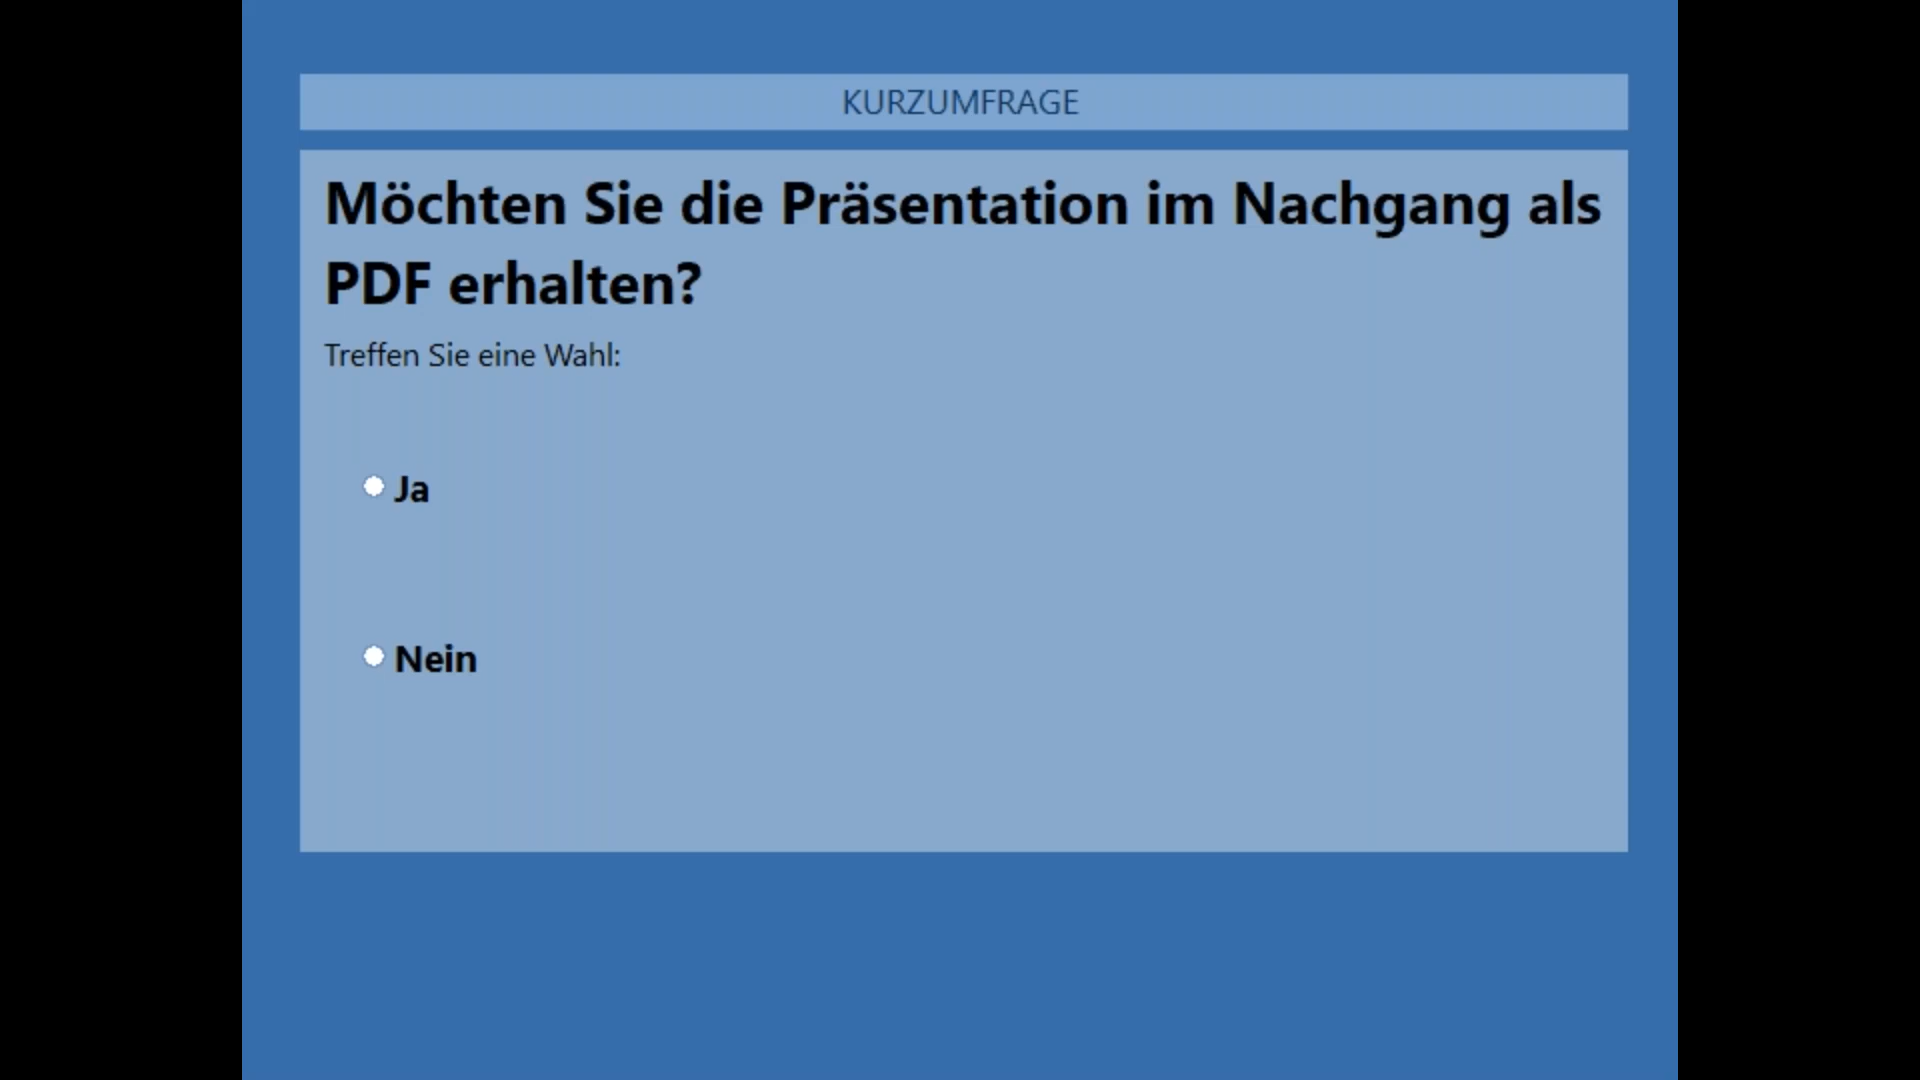 KURZUMFRAGE
Möchten Sie die Präsentation im Nachgang als
PDF erhalten?
Treffen Sie eine Wahl:
Ja
Nein